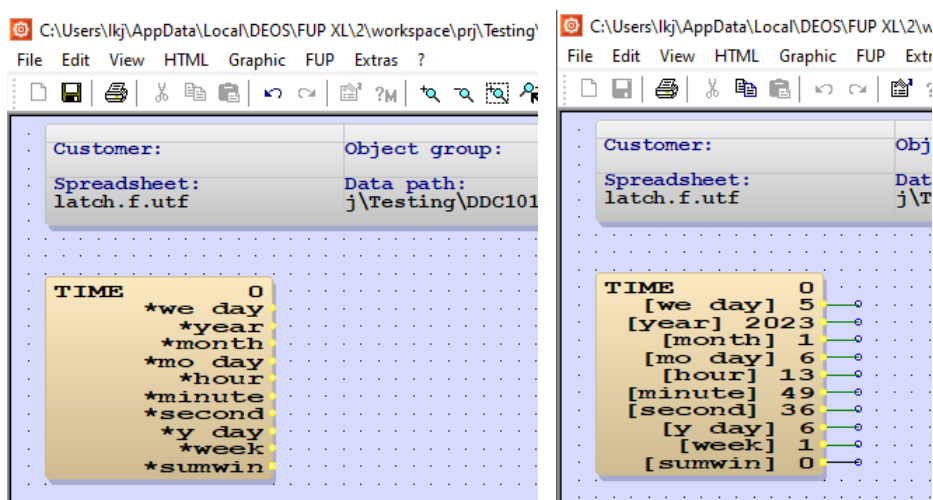 C:\Users\lkj\AppData\Local\DEOS\FUP XL\2\workspace\prj\Testing\
File Edit View HTML Graphic FUP Extras ?
?M
Customer: Object group:
Spreadsheet: Data path:
latch.f.utf j\Testing\DDC101
TIME 0
*we day
*year
*month
*mo day
*hour
*minute
*second
*y day
*week
*sumwin
C:\Users\lkj\AppData\Local\DEOS\FUP XL\2\w
File Edit View HTML Graphic FUP Extr
Customer: Obj
Spreadsheet: Dat
latch.f.utf j\T
TIME 0
[we day] 5
[year] 2023
[month] 1
[mo day] 6
[hour] 13
[minute] 49
[second] 36
[y day] 6
[week] 1
[sumwin] 0